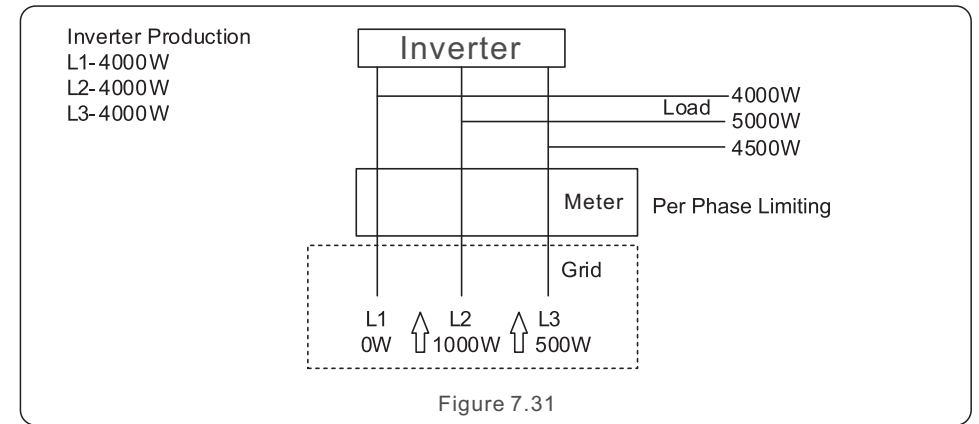 Inverter Production
L1-4000W
L2-4000W
L3-4000W
Inverter
Load
4000W
5000W
4500W
Meter
Per Phase Limiting
Grid
L1 L2 L3
0W 1000W 500W
Figure 7.31